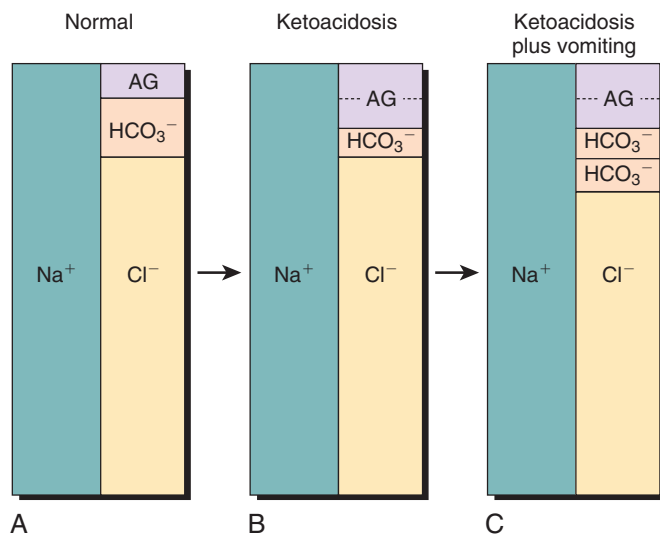 Normal
Ketoacidosis
Ketoacidosis
plus vomiting
AG
HCO₃⁻
Na⁺
Cl⁻
AG
HCO₃⁻
Na⁺
Cl⁻
AG
HCO₃⁻
HCO₃⁻
Na⁺
Cl⁻
A
B
C